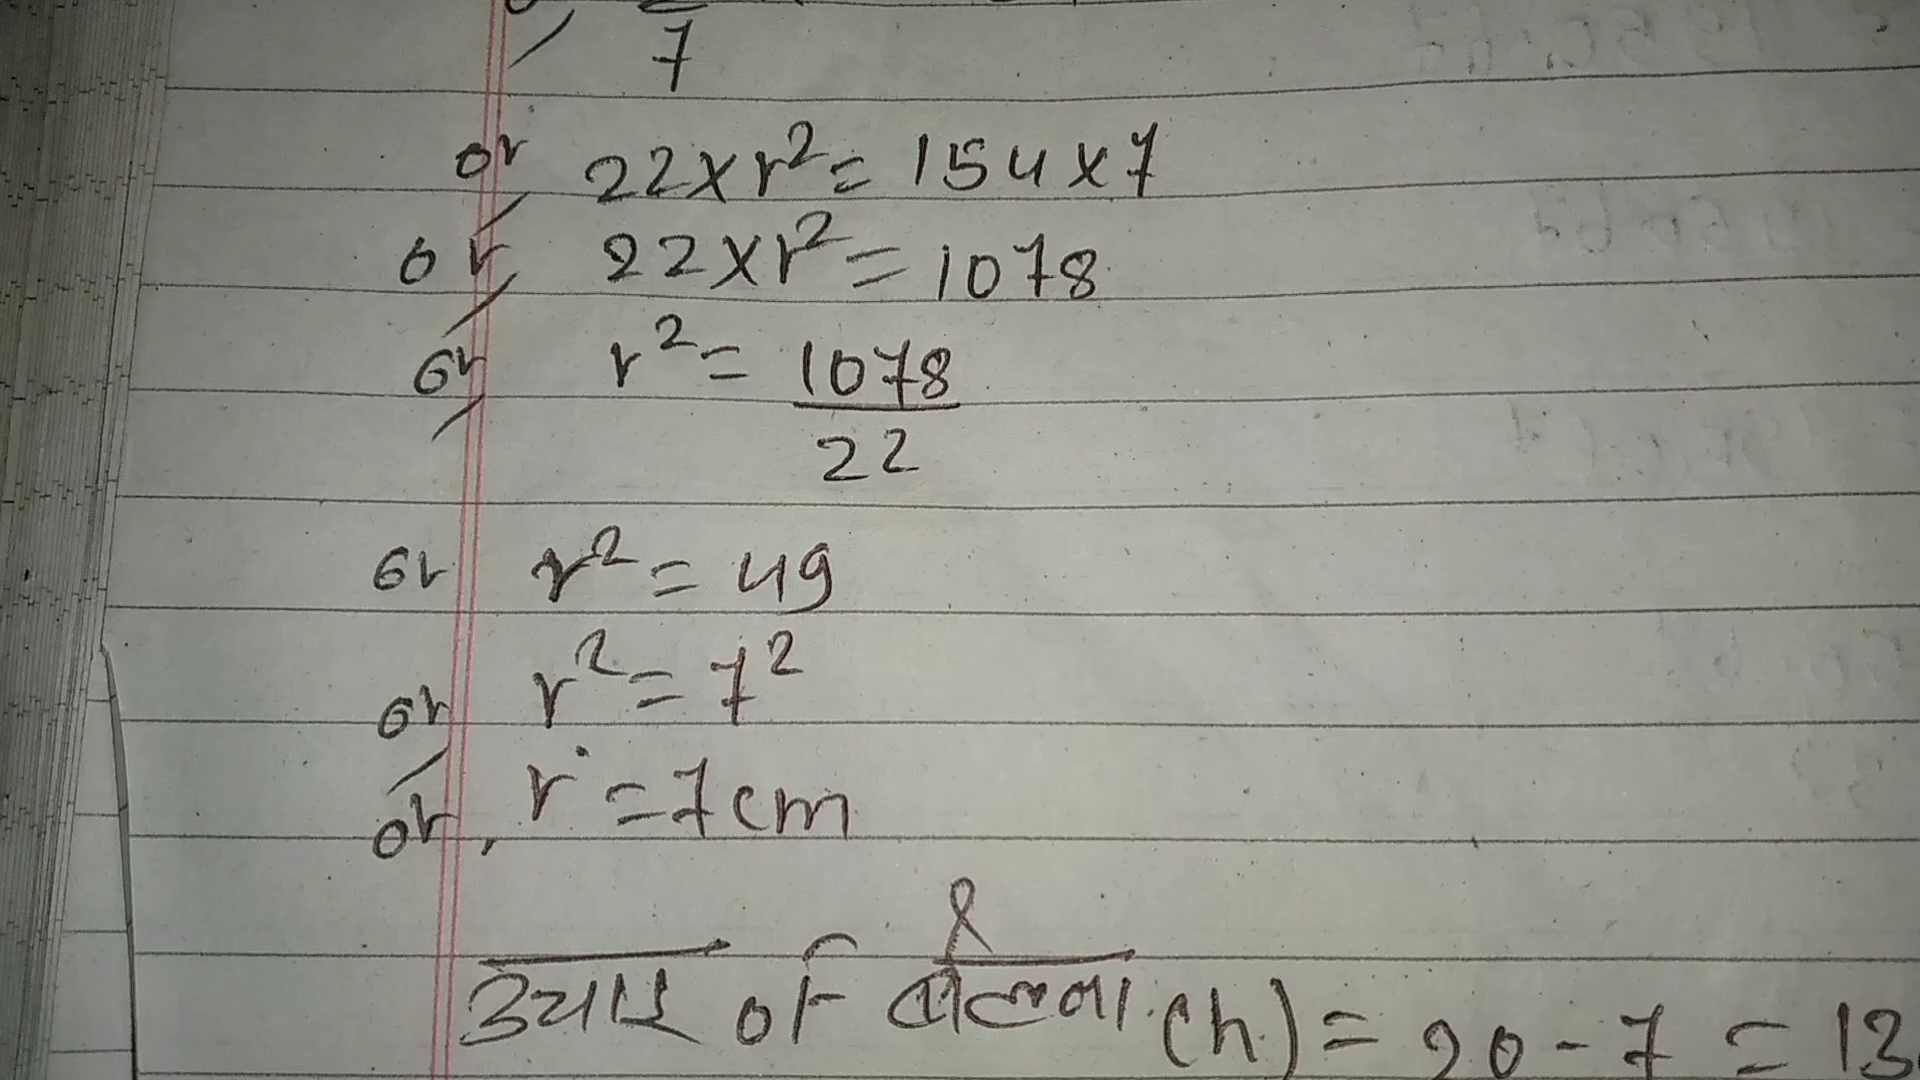 7
or 22×r²= 154×7
or 22×r²= 1078
or r²= 1078
22
or r²= 49
or r²= 7²
or, r = 7cm
उचाइ of बेलना (h) = 20-7 = 13